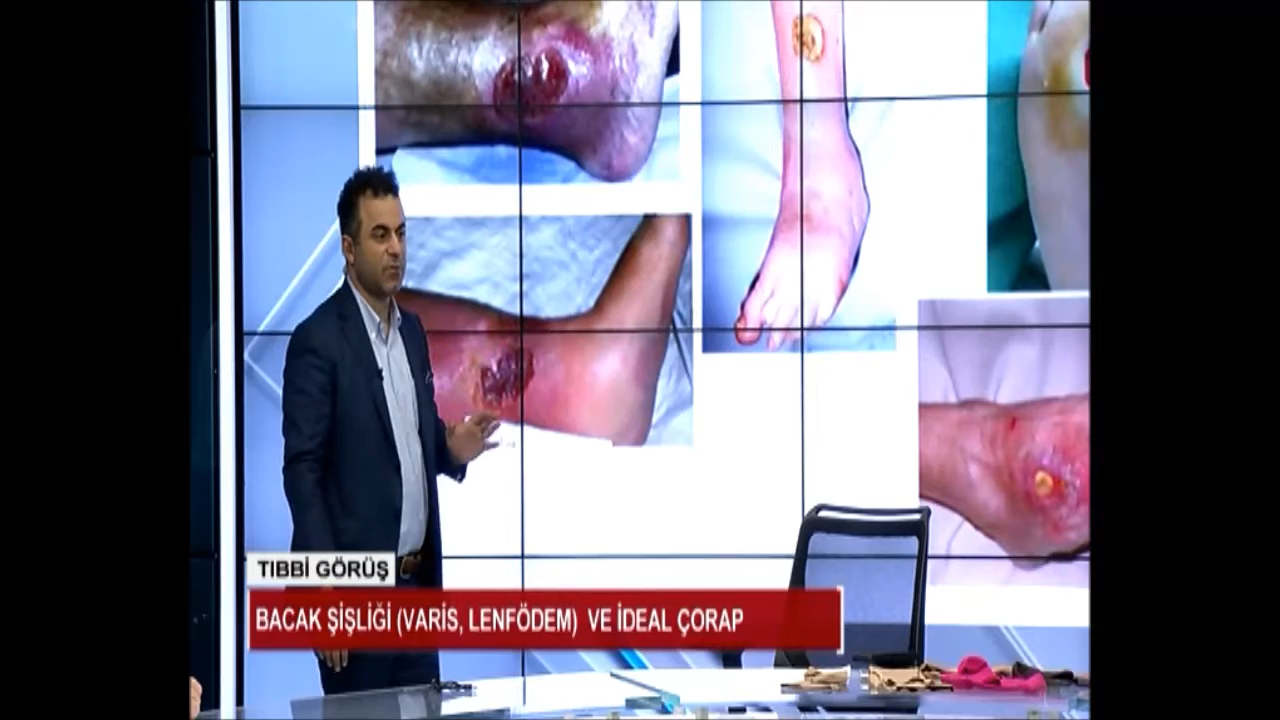 TIBBİ GÖRÜŞ
BACAK ŞİŞLİĞİ (VARİS, LENFÖDEM) VE İDEAL ÇORAP